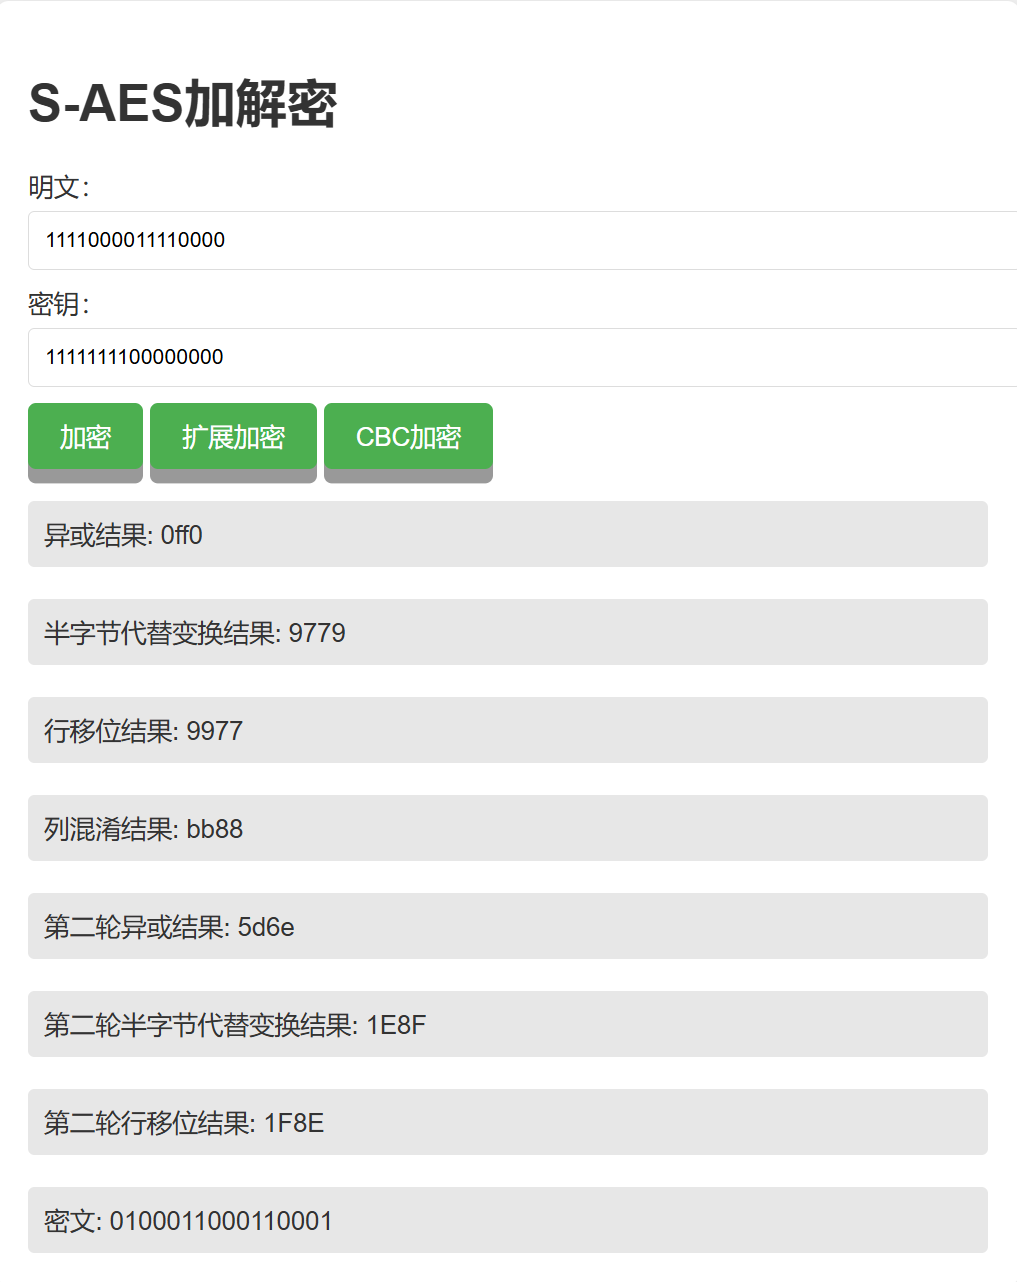 S-AES加解密
明文：
1111000011110000
密钥：
1111111100000000
加密 扩展加密 CBC加密
异或结果: 0ff0
半字节代替变换结果: 9779
行移位结果: 9977
列混淆结果: bb88
第二轮异或结果: 5d6e
第二轮半字节代替变换结果: 1E8F
第二轮行移位结果: 1F8E
密文: 0100011000110001